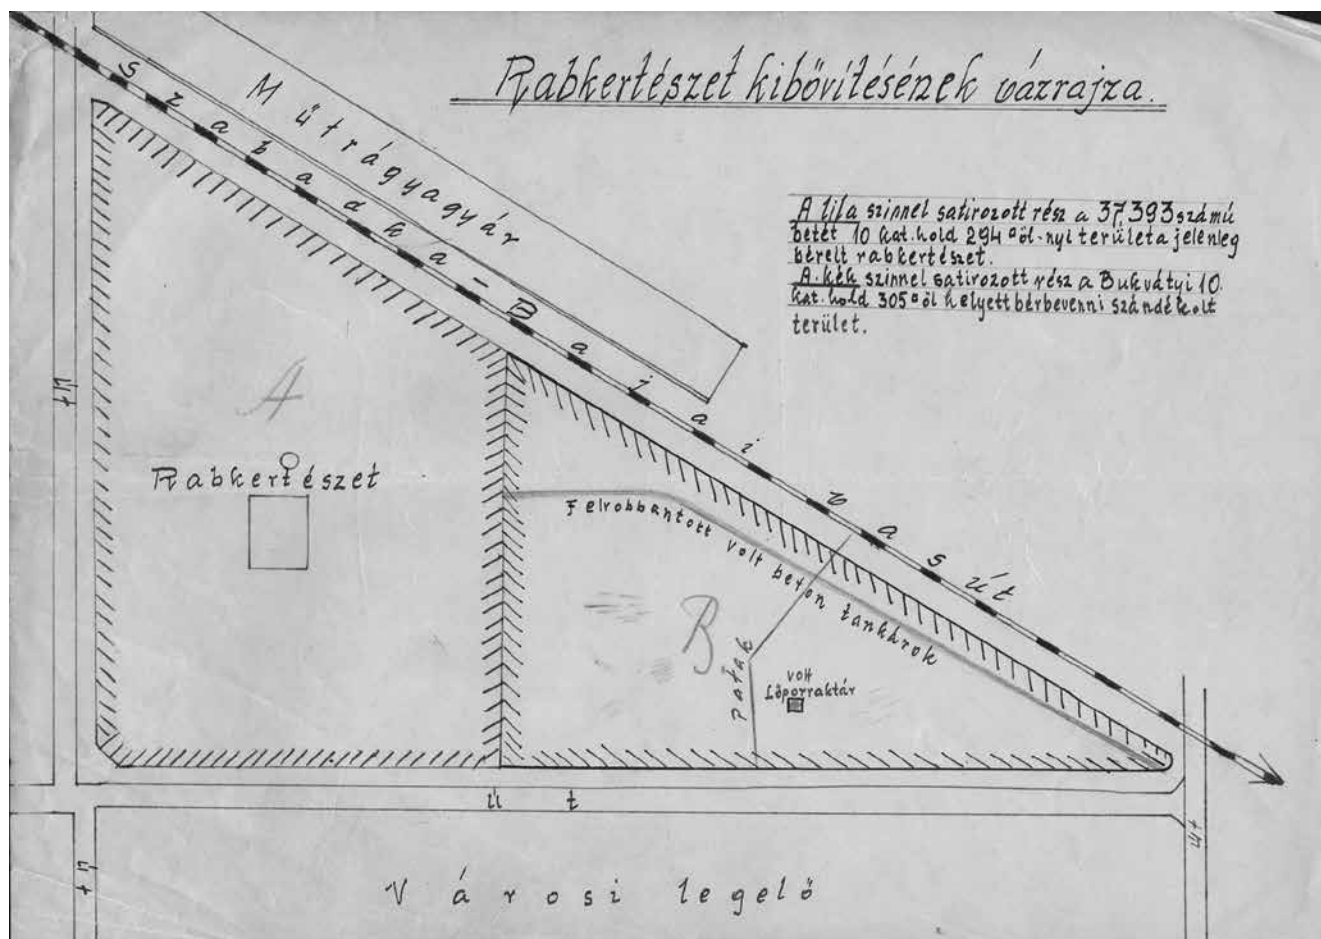 Rabkertészet kibővítésének vázrajza.
Műtrágyagyár
Szabadka-Bajai vasút
A lila szinnel satirozott rész a 37393 számú
betét 10 kat. hold 294 □öl-nyi területa jelenleg
bérelt rabkertészet.
A kék szinnel satirozott rész a Bukvátyi 10
kat. hold 305 □öl helyett bérbevenni szándékolt
terület.
Út
A
Rabkertészet
Felrobbantott volt beton tankárok
B
Patak
volt
Lőporraktár
Út
Út
Út
Városi legelő